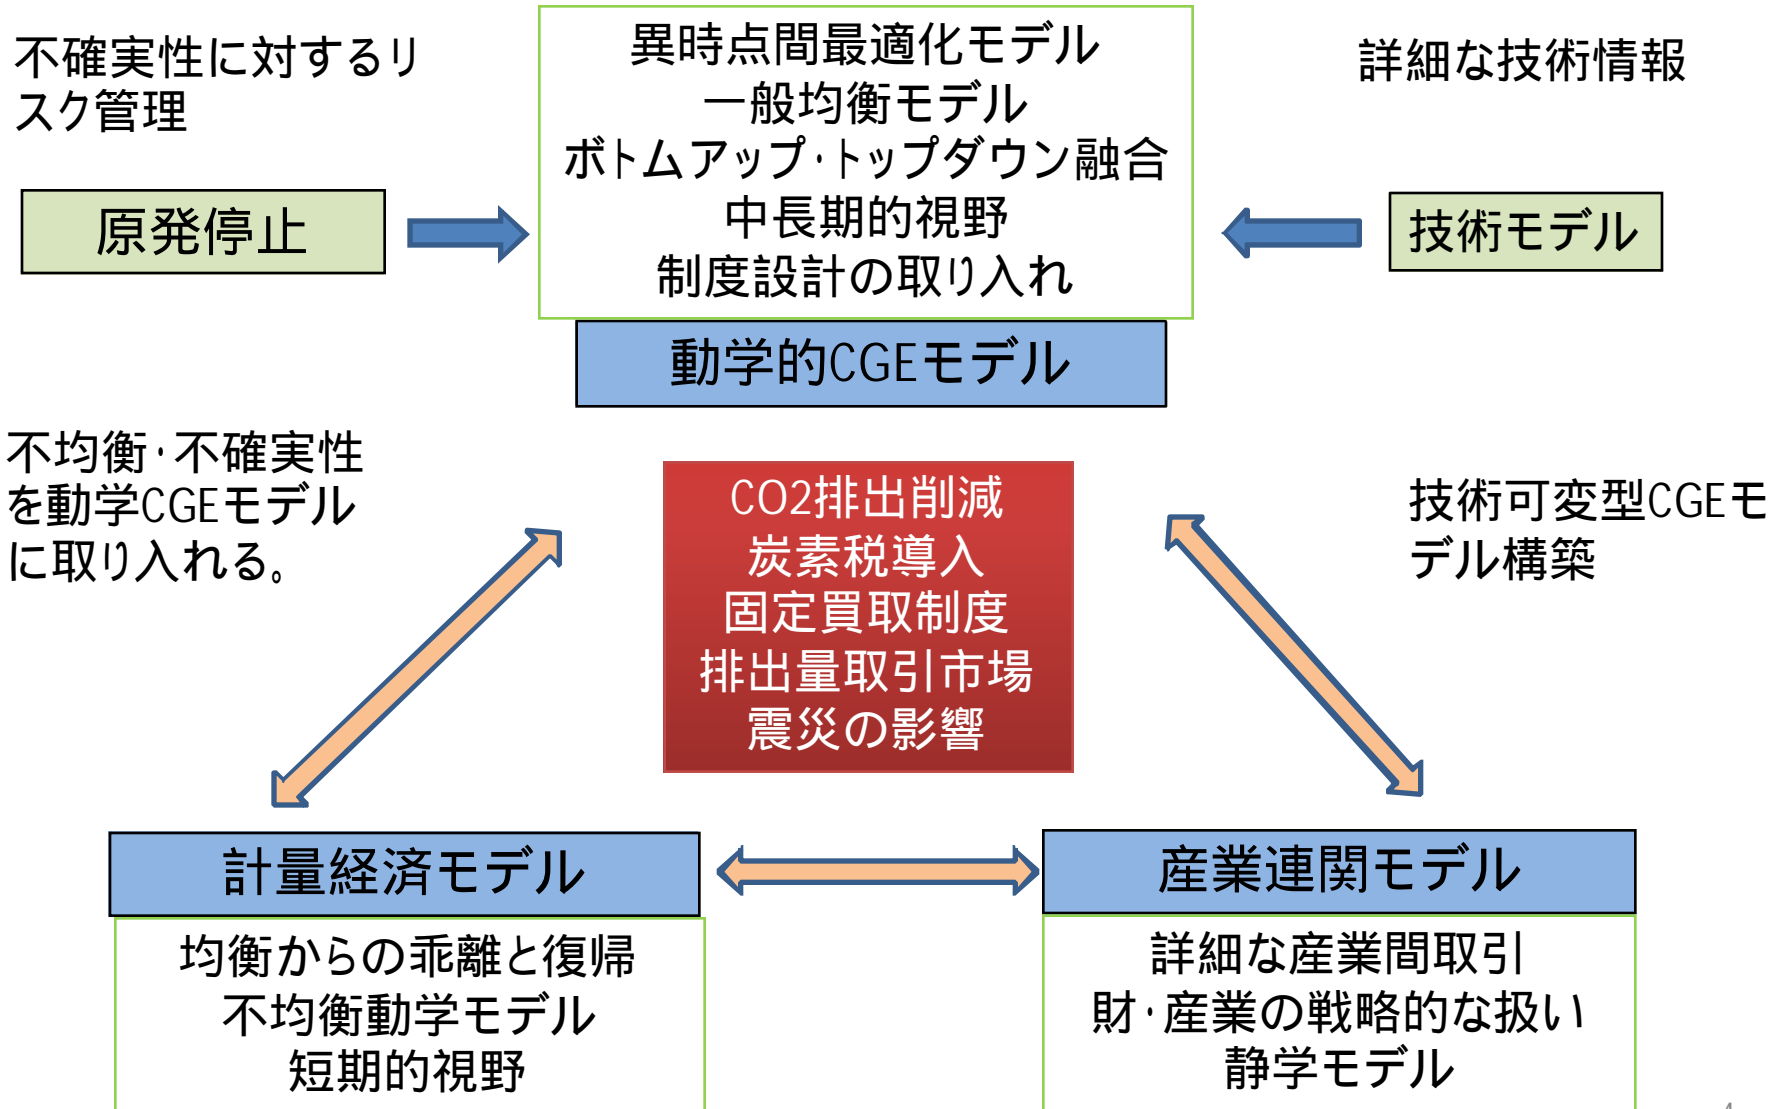 不確実性に対するリ
スク管理
異時点間最適化モデル
一般均衡モデル
ボトムアップ・トップダウン融合
中長期的視野
制度設計の取り入れ
詳細な技術情報
原発停止
技術モデル
動学的CGEモデル
不均衡・不確実性
を動学CGEモデル
に取り入れる。
CO2排出削減
炭素税導入
固定買取制度
排出量取引市場
震災の影響
技術可変型CGEモ
デル構築
計量経済モデル
均衡からの乖離と復帰
不均衡動学モデル
短期的視野
産業連関モデル
詳細な産業間取引
財・産業の戦略的な扱い
静学モデル